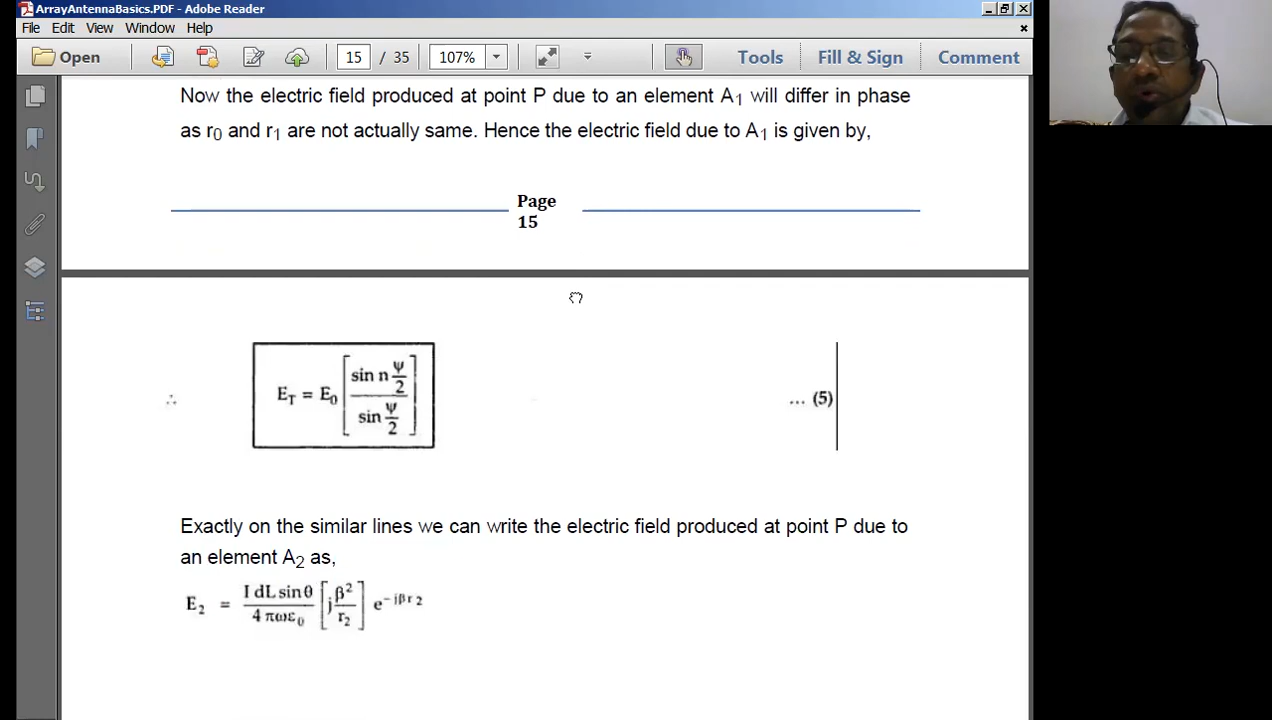 ArrayAntennaBasics.PDF - Adobe Reader
File Edit View Window Help
Open 15 / 35 107% Tools Fill & Sign Comment
Now the electric field produced at point P due to an element A₁ will differ in phase
as r₀ and r₁ are not actually same. Hence the electric field due to A₁ is given by,
Page
15
∴ E_T = E₀ [ sin n ψ/2 / sin ψ/2 ] ... (5)
Exactly on the similar lines we can write the electric field produced at point P due to
an element A₂ as,
E₂ = I dL sinθ / 4 πωε₀ [ j β² / r₂ ] e^(– jβr₂)